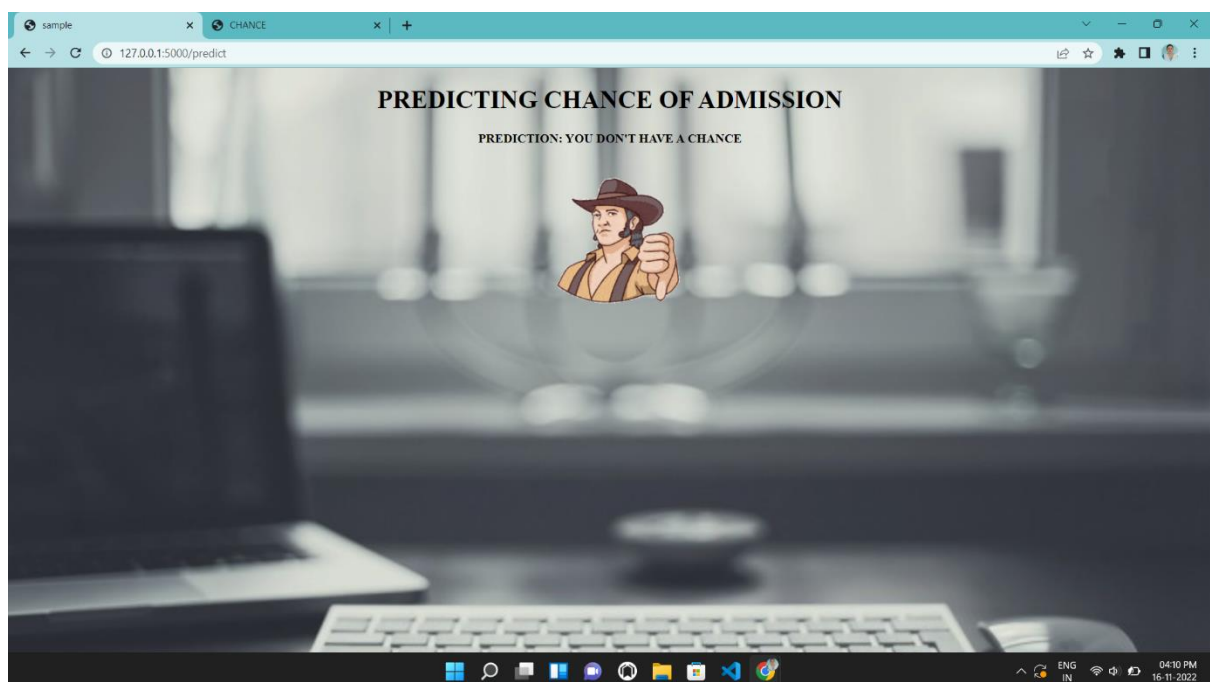 sample
CHANCE
127.0.0.1:5000/predict
PREDICTING CHANCE OF ADMISSION
PREDICTION: YOU DON'T HAVE A CHANCE
ENG
IN
04:10 PM
16-11-2022